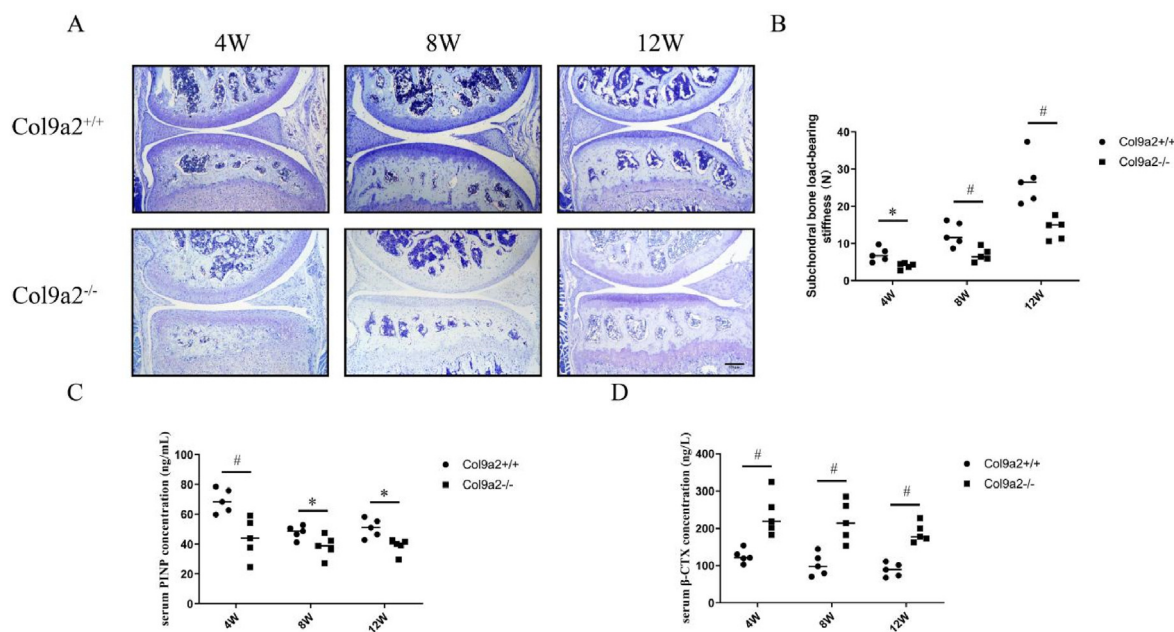 A
4W 8W 12W
Col9a2+/+
Col9a2-/-
B
Subchondral bone load-bearing
stiffness (N)
40
30
20
10
0
4W 8W 12W
*
#
#
Col9a2+/+
Col9a2-/-
C
serum PINP concentration (ng/mL)
100
80
60
40
20
0
4W 8W 12W
#
*
*
Col9a2+/+
Col9a2-/-
D
serum β-CTX concentration (ng/L)
400
300
200
100
0
4W 8W 12W
#
#
#
Col9a2+/+
Col9a2-/-